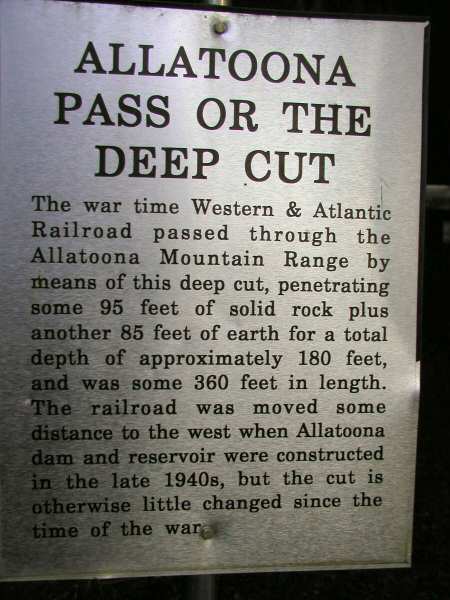 ALLATOONA
PASS OR THE
DEEP CUT
The war time Western & Atlantic
Railroad passed through the
Allatoona Mountain Range by
means of this deep cut, penetrating
some 95 feet of solid rock plus
another 85 feet of earth for a total
depth of approximately 180 feet,
and was some 360 feet in length.
The railroad was moved some
distance to the west when Allatoona
dam and reservoir were constructed
in the late 1940s, but the cut is
otherwise little changed since the
time of the war.